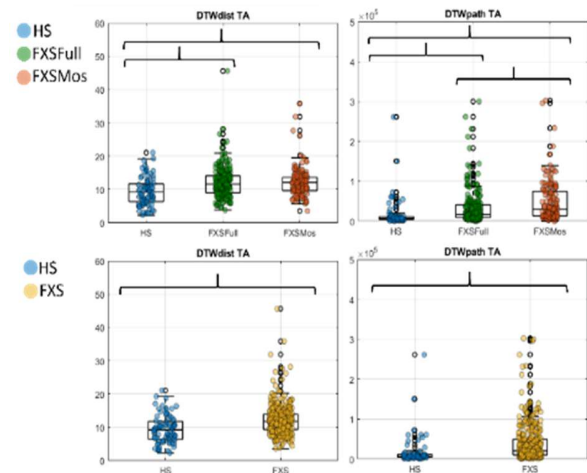 HS
FXSFull
FXSMos
DTWdist TA
60
50
40
30
20
10
0
HS
FXSFull
FXSMos
DTWpath TA
×10⁵
5
4
3
2
1
0
HS
FXSFull
FXSMos
HS
FXS
DTWdist TA
60
50
40
30
20
10
0
HS
FXS
DTWpath TA
×10⁵
5
4
3
2
1
0
HS
FXS